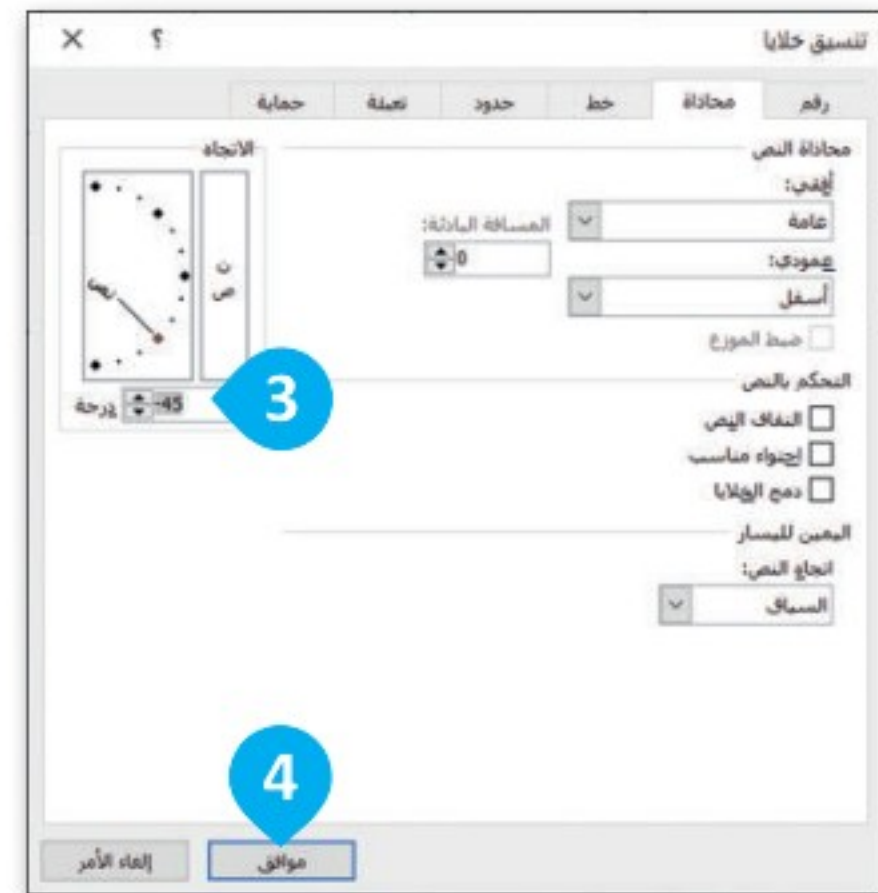 تنسيق خلايا ؟ ×
رقم محاذاة خط حدود تعبئة حماية
محاذاة النص
أفقي:
عامة
المسافة البادئة:
0
عمودي:
أسفل
ضبط الموزع
التحكم بالنص
التفاف النص
احتواء مناسب
دمج الخلايا
اليمين لليسار
اتجاه النص:
السياق
الاتجاه
ن
ص
نص
-45 درجة
3
4
موافق
إلغاء الأمر